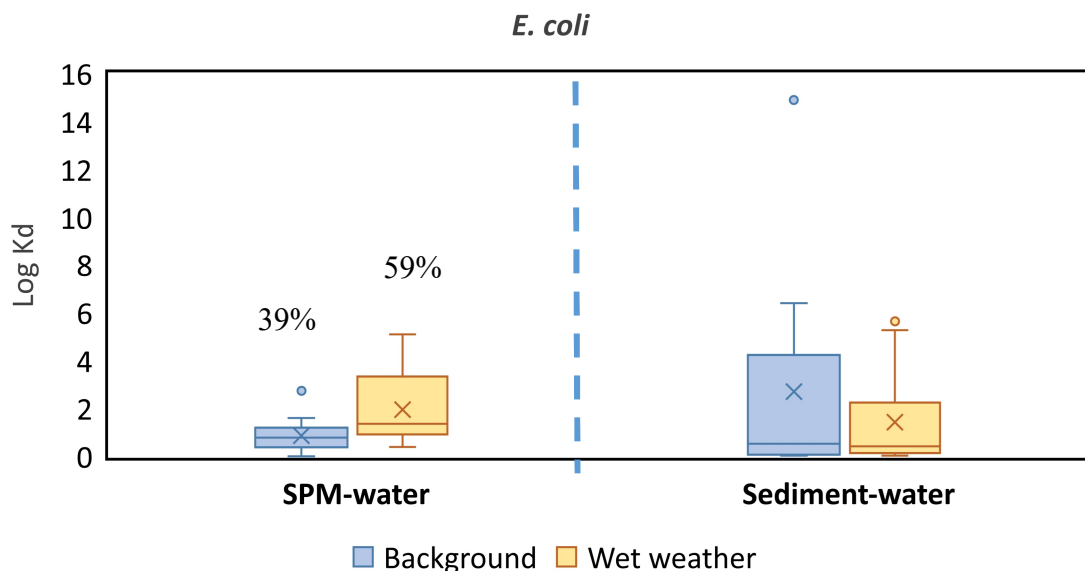 E. coli
Log Kd
16
14
12
10
8
6
4
2
0
39%
59%
SPM-water
Sediment-water
Background
Wet weather